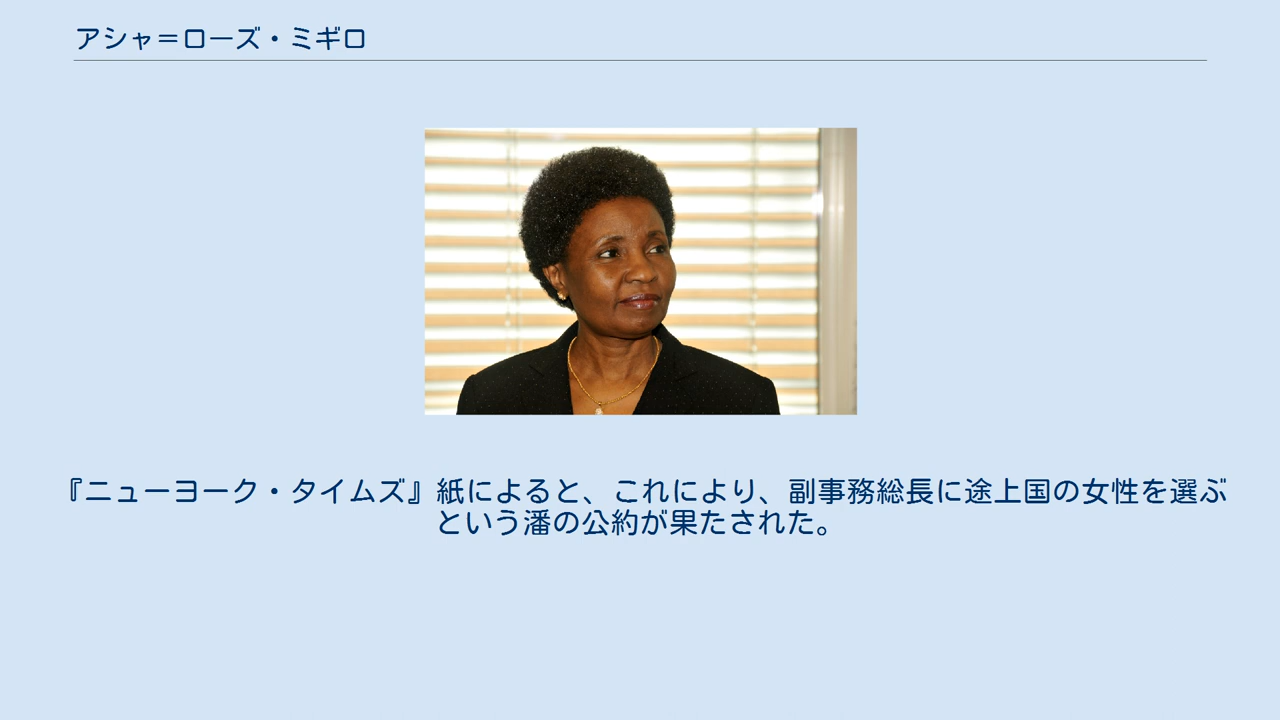 アシャ＝ローズ・ミギロ
『ニューヨーク・タイムズ』紙によると、これにより、副事務総長に途上国の女性を選ぶ
という潘の公約が果たされた。